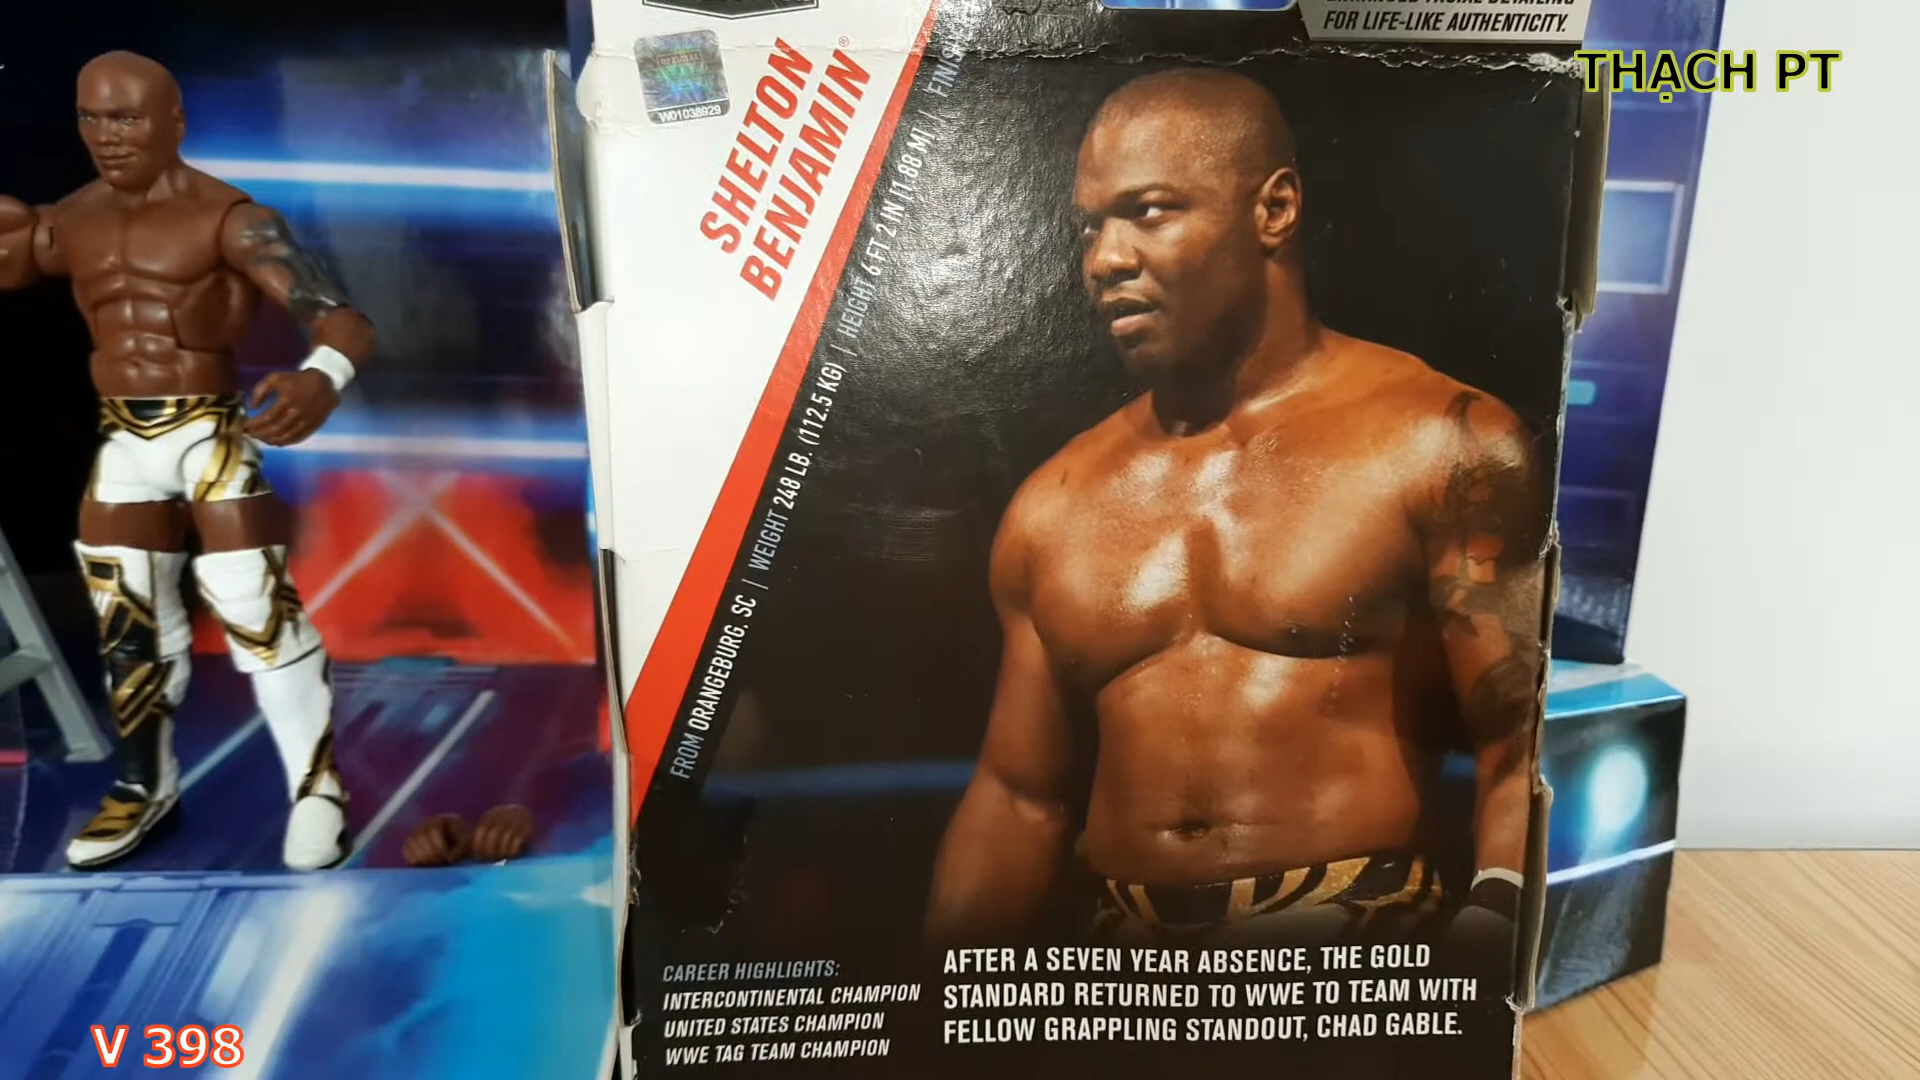 FOR LIFE-LIKE AUTHENTICITY.
THẠCH PT
W01038929
SHELTON
BENJAMIN®
FROM ORANGEBURG, SC | WEIGHT 248 LB. (112.5 KG) | HEIGHT 6 FT 2 IN (1.88 M) |
CAREER HIGHLIGHTS:
INTERCONTINENTAL CHAMPION
UNITED STATES CHAMPION
WWE TAG TEAM CHAMPION
AFTER A SEVEN YEAR ABSENCE, THE GOLD
STANDARD RETURNED TO WWE TO TEAM WITH
FELLOW GRAPPLING STANDOUT, CHAD GABLE.
V 398